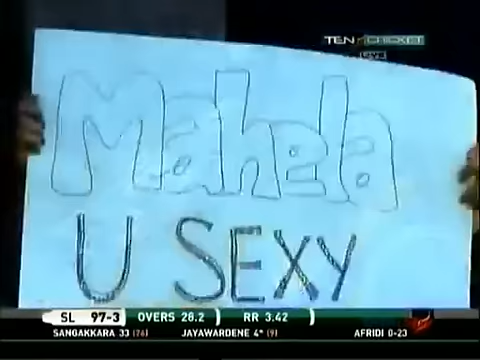 TEN CRICKET
LIVE
Mahela
U SEXY
SL 97-3 OVERS 28.2 RR 3.42
SANGAKKARA 33 (76) JAYAWARDENE 4* (9) AFRIDI 0-23